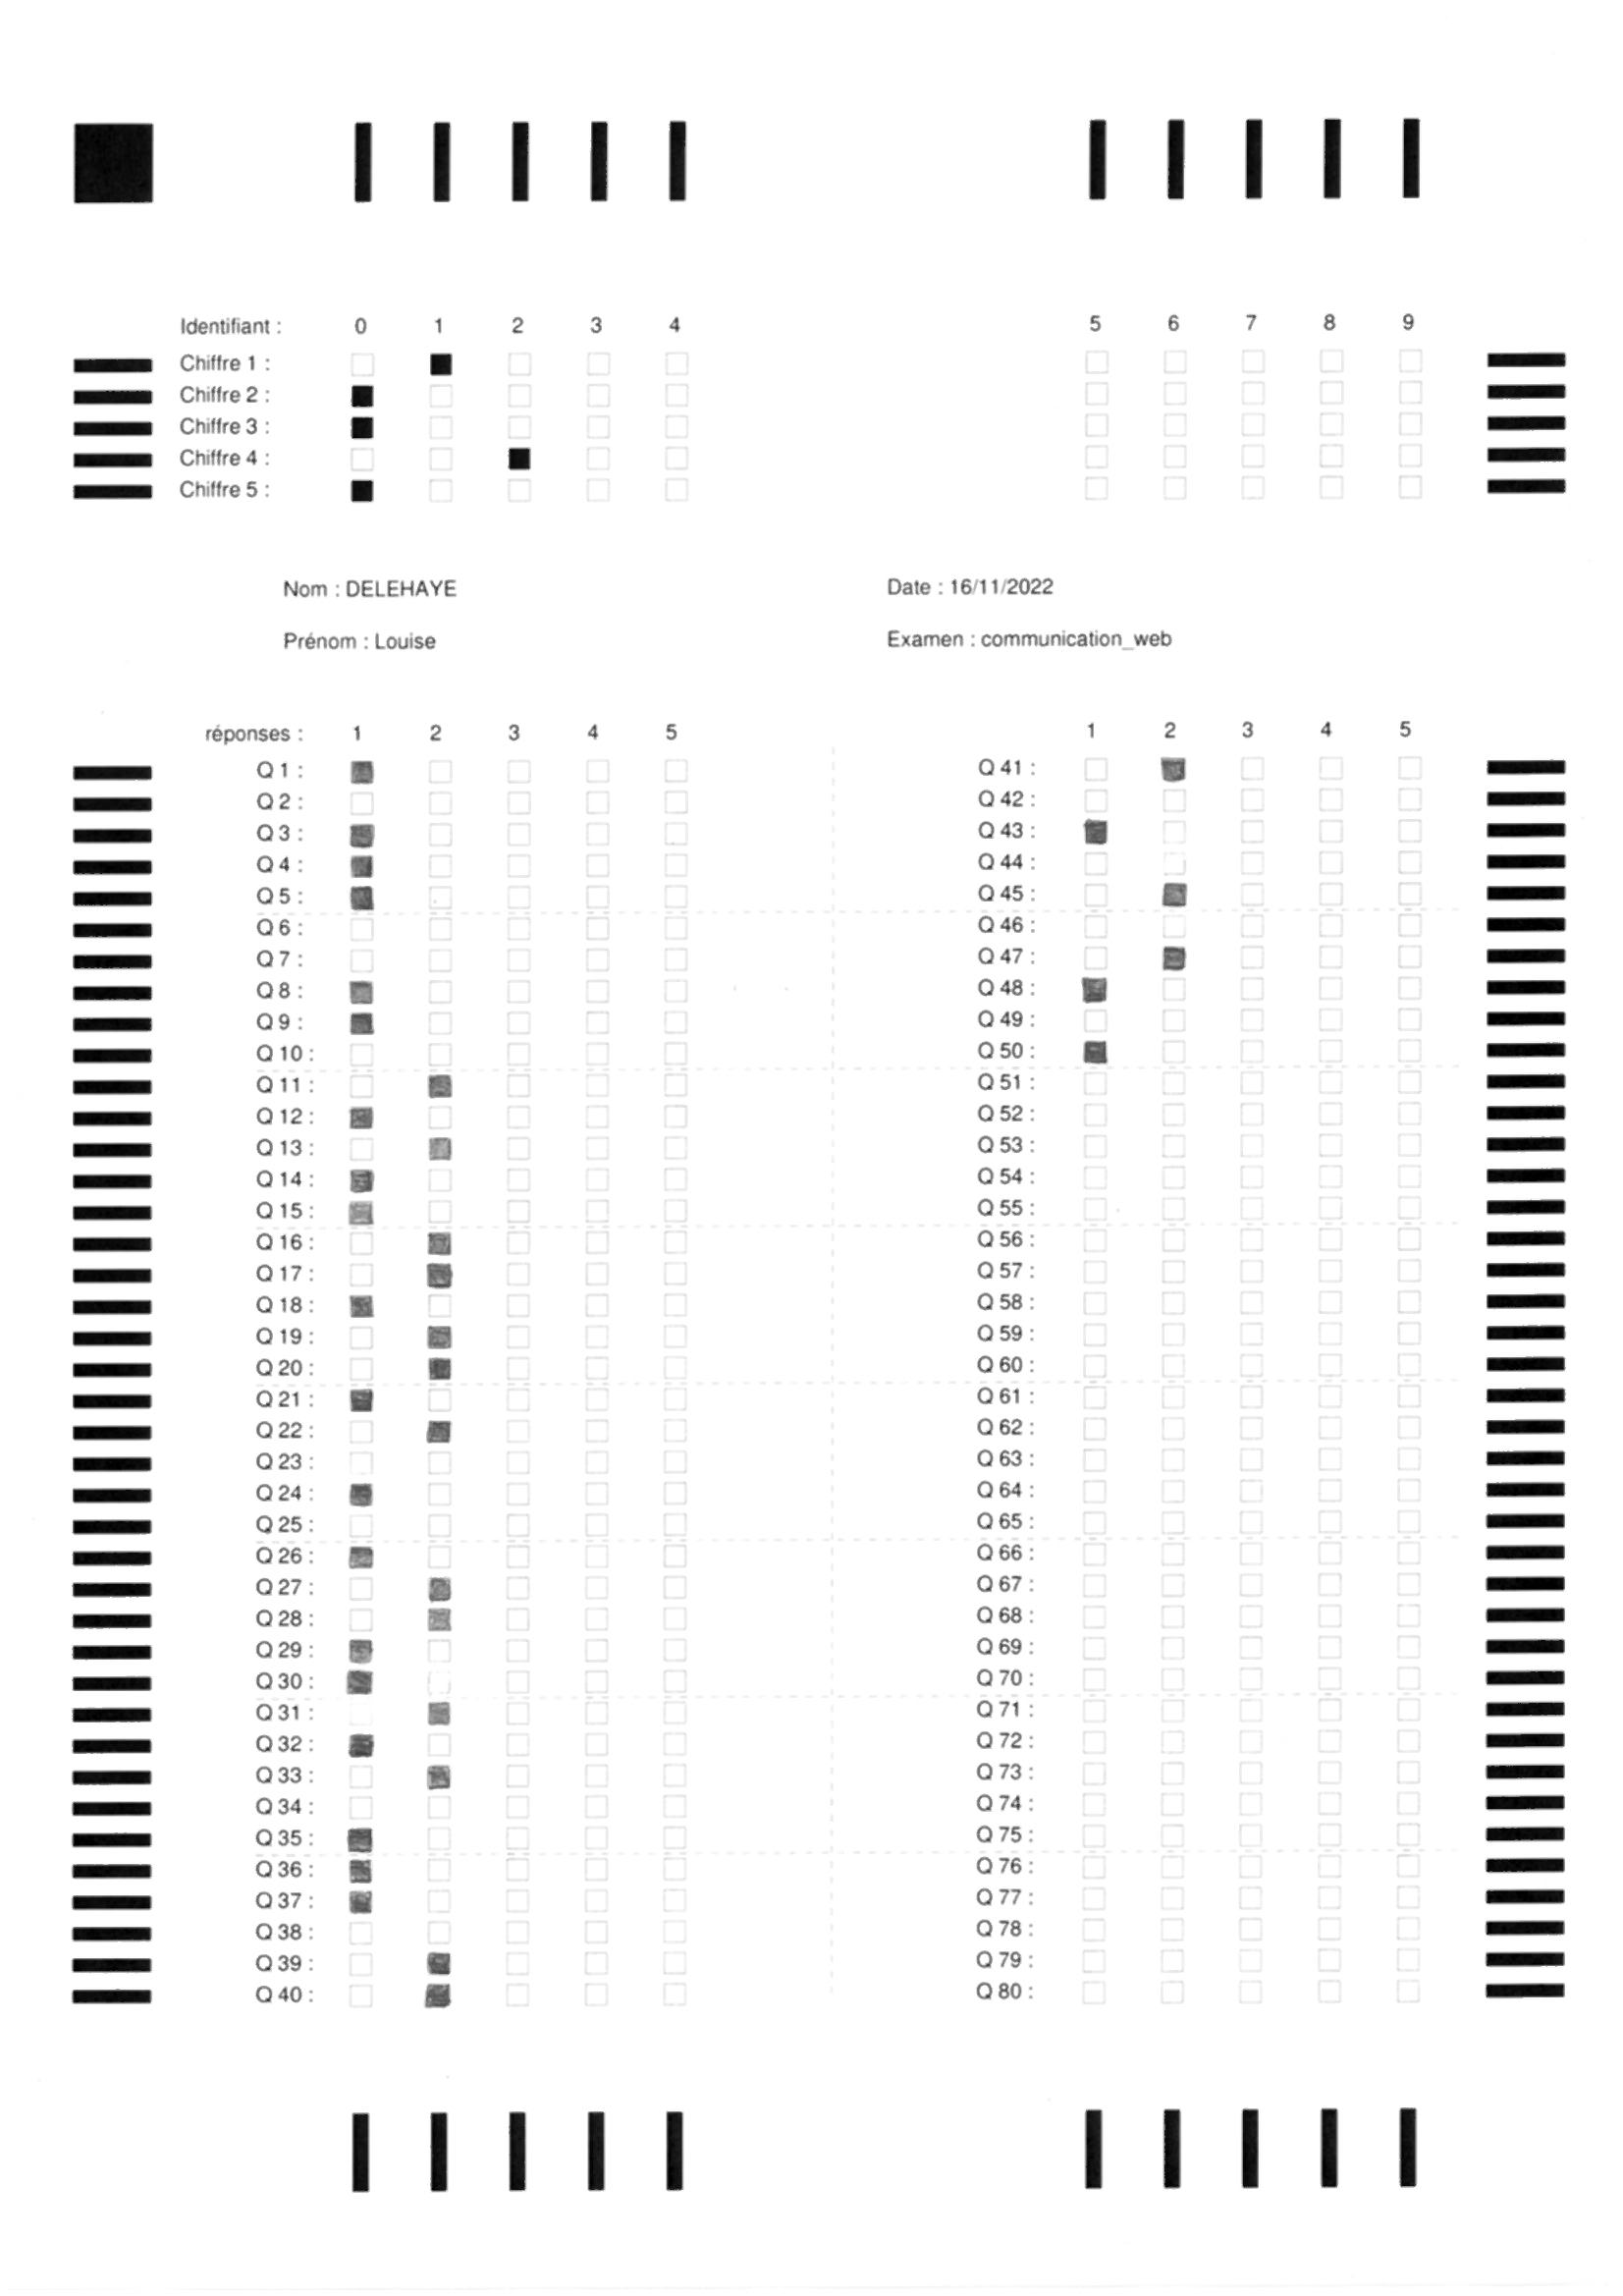 Identifiant : 0 1 2 3 4 5 6 7 8 9
Chiffre 1 :
Chiffre 2 :
Chiffre 3 :
Chiffre 4 :
Chiffre 5 :
Nom : DELEHAYE Date : 16/11/2022
Prénom : Louise Examen : communication_web
réponses : 1 2 3 4 5 1 2 3 4 5
Q 1 : Q 41 :
Q 2 : Q 42 :
Q 3 : Q 43 :
Q 4 : Q 44 :
Q 5 : Q 45 :
Q 6 : Q 46 :
Q 7 : Q 47 :
Q 8 : Q 48 :
Q 9 : Q 49 :
Q 10 : Q 50 :
Q 11 : Q 51 :
Q 12 : Q 52 :
Q 13 : Q 53 :
Q 14 : Q 54 :
Q 15 : Q 55 :
Q 16 : Q 56 :
Q 17 : Q 57 :
Q 18 : Q 58 :
Q 19 : Q 59 :
Q 20 : Q 60 :
Q 21 : Q 61 :
Q 22 : Q 62 :
Q 23 : Q 63 :
Q 24 : Q 64 :
Q 25 : Q 65 :
Q 26 : Q 66 :
Q 27 : Q 67 :
Q 28 : Q 68 :
Q 29 : Q 69 :
Q 30 : Q 70 :
Q 31 : Q 71 :
Q 32 : Q 72 :
Q 33 : Q 73 :
Q 34 : Q 74 :
Q 35 : Q 75 :
Q 36 : Q 76 :
Q 37 : Q 77 :
Q 38 : Q 78 :
Q 39 : Q 79 :
Q 40 : Q 80 :